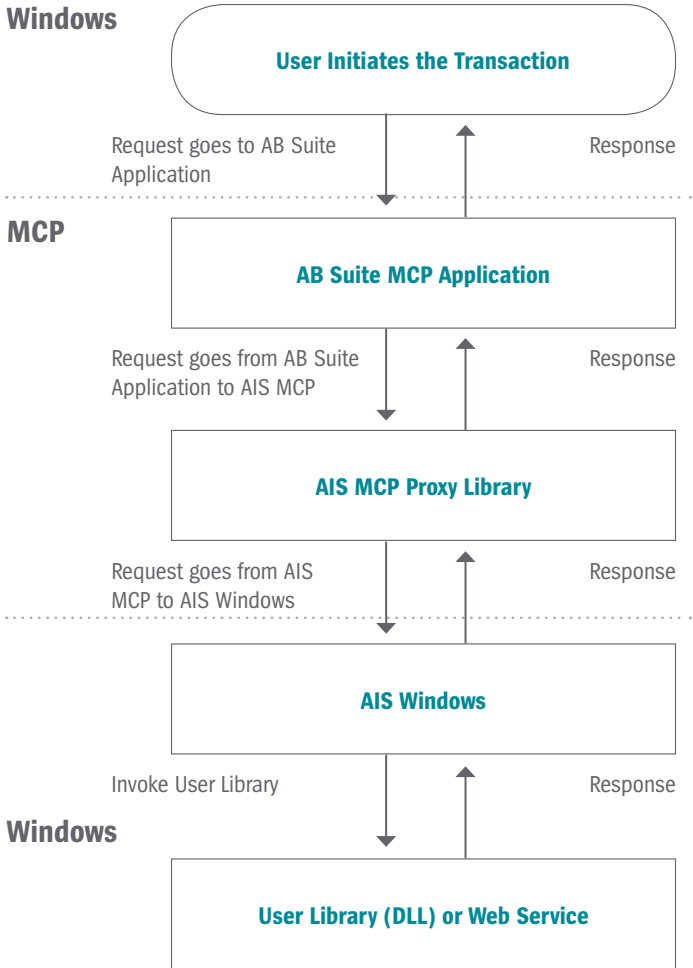 Windows
User Initiates the Transaction
Request goes to AB Suite
Application
Response
MCP
AB Suite MCP Application
Request goes from AB Suite
Application to AIS MCP
Response
AIS MCP Proxy Library
Request goes from AIS
MCP to AIS Windows
Response
AIS Windows
Invoke User Library
Response
Windows
User Library (DLL) or Web Service